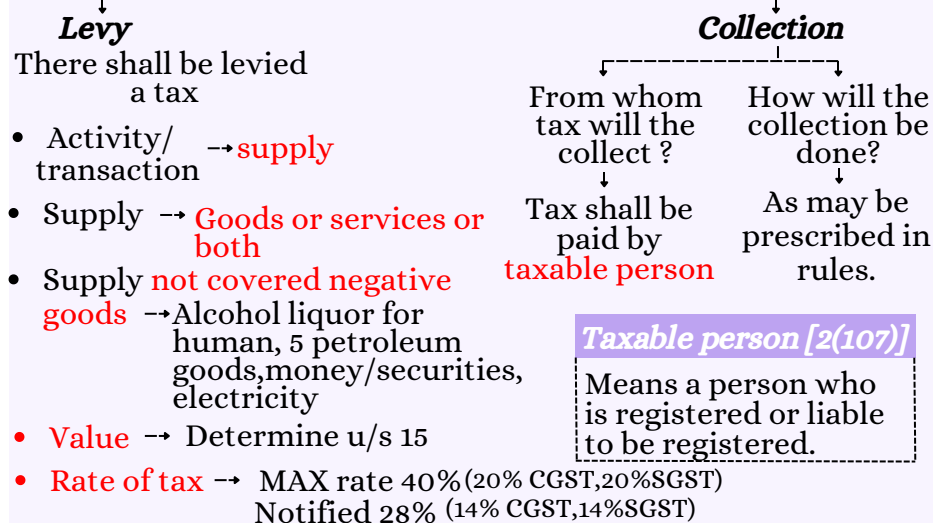 Levy
There shall be levied
a tax
• Activity/
transaction → supply
• Supply → Goods or services or
both
• Supply not covered negative
goods → Alcohol liquor for
human, 5 petroleum
goods,money/securities,
electricity
• Value → Determine u/s 15
• Rate of tax → MAX rate 40% (20% CGST,20%SGST)
Notified 28% (14% CGST,14%SGST)
Collection
From whom
tax will the
collect ?
Tax shall be
paid by
taxable person
How will the
collection be
done?
As may be
prescribed in
rules.
Taxable person [2(107)]
Means a person who
is registered or liable
to be registered.